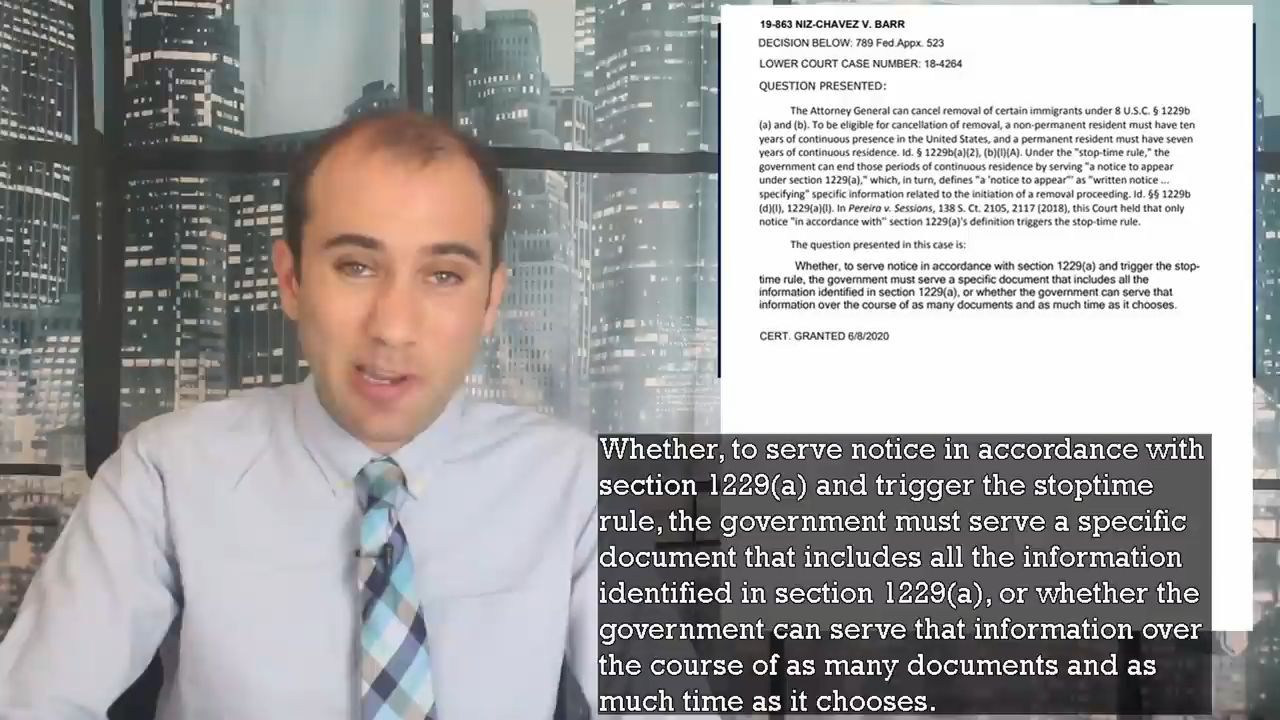 19-863 NIZ-CHAVEZ V. BARR
DECISION BELOW: 789 Fed.Appx. 523
LOWER COURT CASE NUMBER: 18-4264
QUESTION PRESENTED:
The Attorney General can cancel removal of certain immigrants under 8 U.S.C. § 1229b
(a) and (b). To be eligible for cancellation of removal, a non-permanent resident must have ten
years of continuous presence in the United States, and a permanent resident must have seven
years of continuous residence. Id. § 1229b(a)(2), (b)(l)(A). Under the "stop-time rule," the
government can end those periods of continuous residence by serving "a notice to appear
under section 1229(a)," which, in turn, defines "a 'notice to appear'" as "written notice ...
specifying" specific information related to the initiation of a removal proceeding. Id. §§ 1229b
(d)(l), 1229(a)(l). In Pereira v. Sessions, 138 S. Ct. 2105, 2117 (2018), this Court held that only
notice "in accordance with" section 1229(a)'s definition triggers the stop-time rule.
The question presented in this case is:
Whether, to serve notice in accordance with section 1229(a) and trigger the stop-
time rule, the government must serve a specific document that includes all the
information identified in section 1229(a), or whether the government can serve that
information over the course of as many documents and as much time as it chooses.
CERT. GRANTED 6/8/2020
Whether, to serve notice in accordance with
section 1229(a) and trigger the stoptime
rule, the government must serve a specific
document that includes all the information
identified in section 1229(a), or whether the
government can serve that information over
the course of as many documents and as
much time as it chooses.